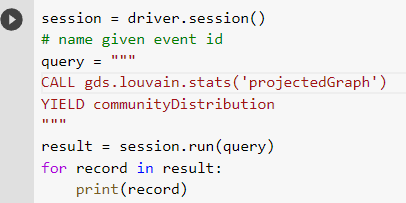 session = driver.session()
# name given event id
query = """
CALL gds.louvain.stats('projectedGraph')
YIELD communityDistribution
"""
result = session.run(query)
for record in result:
    print(record)